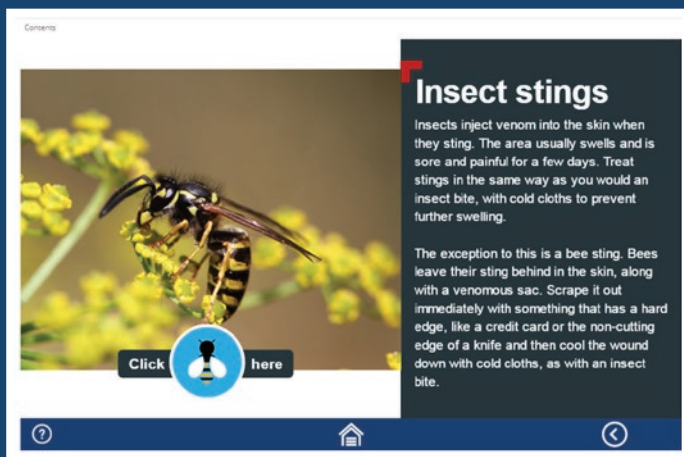 Contents
Insect stings
Insects inject venom into the skin when
they sting. The area usually swells and is
sore and painful for a few days. Treat
stings in the same way as you would an
insect bite, with cold cloths to prevent
further swelling.
The exception to this is a bee sting. Bees
leave their sting behind in the skin, along
with a venomous sac. Scrape it out
immediately with something that has a hard
edge, like a credit card or the non-cutting
edge of a knife and then cool the wound
down with cold cloths, as with an insect
bite.
Click here
?